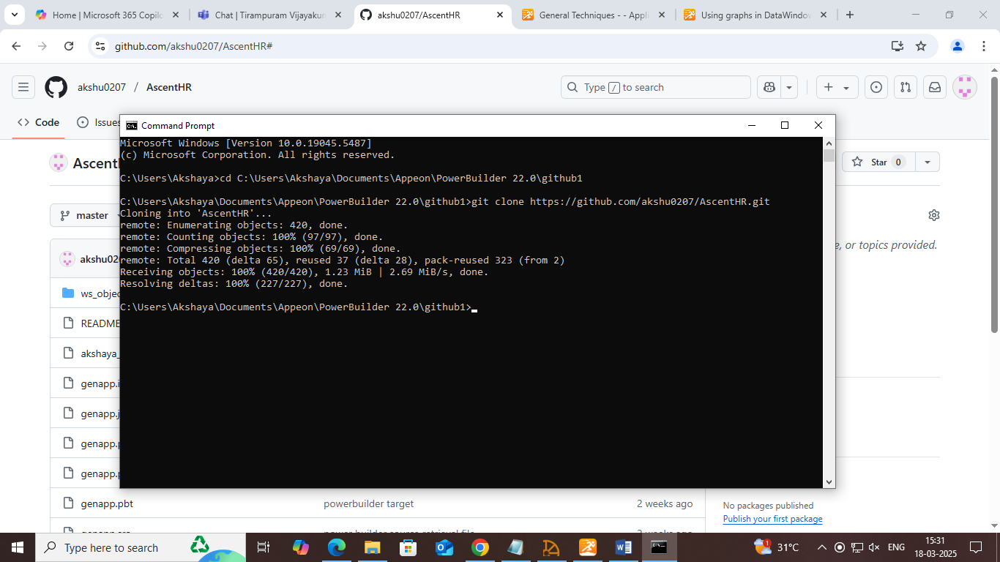 Home | Microsoft 365 Copilo
Chat | Tirampuram Vijayakun
akshu0207/AscentHR
General Techniques - - Appli
Using graphs in DataWindow
github.com/akshu0207/AscentHR#
akshu0207 / AscentHR
Type / to search
Code
Issues
Command Prompt
Microsoft Windows [Version 10.0.19045.5487]
(c) Microsoft Corporation. All rights reserved.
C:\Users\Akshaya>cd C:\Users\Akshaya\Documents\Appeon\PowerBuilder 22.0\github1
C:\Users\Akshaya\Documents\Appeon\PowerBuilder 22.0\github1>git clone https://github.com/akshu0207/AscentHR.git
Cloning into 'AscentHR'...
remote: Enumerating objects: 420, done.
remote: Counting objects: 100% (97/97), done.
remote: Compressing objects: 100% (69/69), done.
remote: Total 420 (delta 65), reused 37 (delta 28), pack-reused 323 (from 2)
Receiving objects: 100% (420/420), 1.23 MiB | 2.69 MiB/s, done.
Resolving deltas: 100% (227/227), done.
C:\Users\Akshaya\Documents\Appeon\PowerBuilder 22.0\github1>
Ascent
Star 0
master
e, or topics provided.
akshu02
ws_objec
README
akshaya_
genapp.i
genapp.j
genapp.p
genapp.p
genapp.pbt
powerbuilder target
2 weeks ago
No packages published
Publish your first package
Type here to search
1
31°C
ENG
15:31
18-03-2025